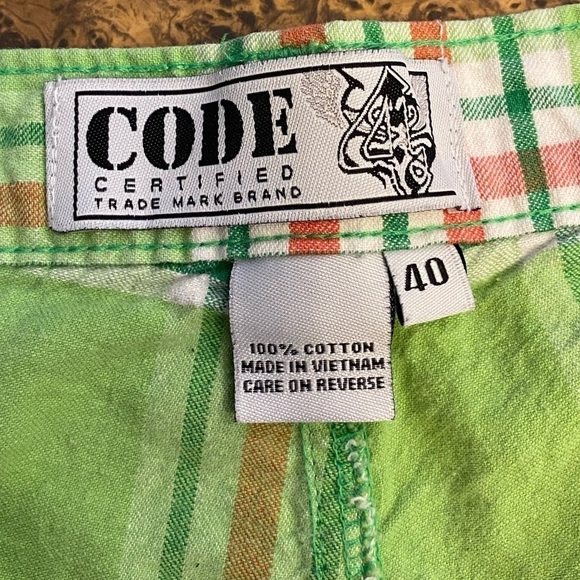 CODE
CERTIFIED
TRADE MARK BRAND
40
100% COTTON
MADE IN VIETNAM
CARE ON REVERSE